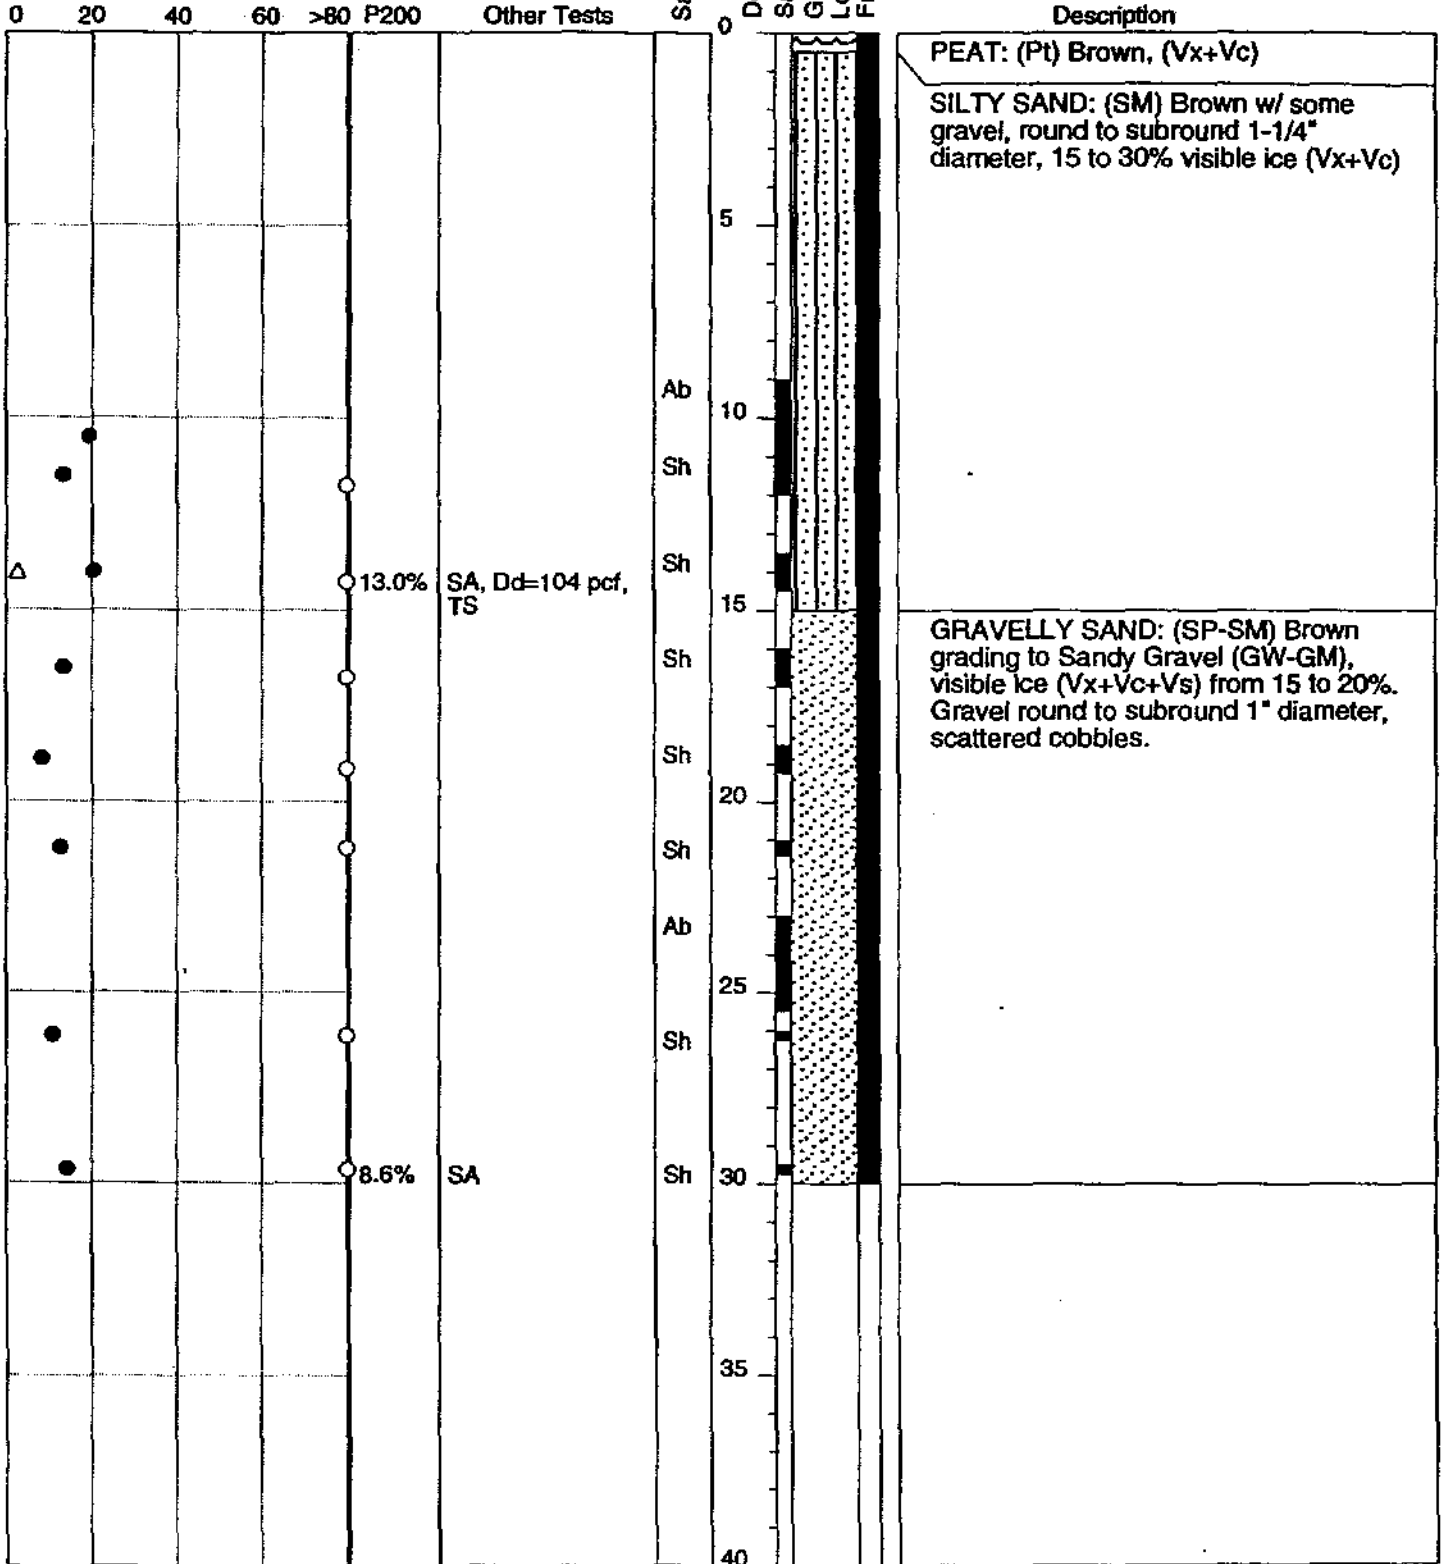 0 20 40 60 >80 P200 Other Tests Description
0
PEAT: (Pt) Brown, (Vx+Vc)
SILTY SAND: (SM) Brown w/ some
gravel, round to subround 1-1/4"
diameter, 15 to 30% visible ice (Vx+Vc)
5
Ab
10
Sh
Sh
13.0% SA, Dd=104 pcf,
TS
15
GRAVELLY SAND: (SP-SM) Brown
grading to Sandy Gravel (GW-GM),
visible ice (Vx+Vc+Vs) from 15 to 20%.
Gravel round to subround 1" diameter,
scattered cobbles.
Sh
Sh
20
Sh
Ab
25
Sh
8.6% SA Sh
30
35
40